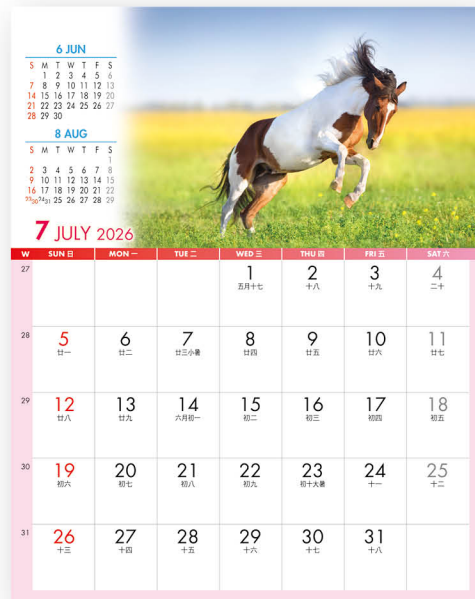 6 JUN
S M T W T F S
1 2 3 4 5 6
7 8 9 10 11 12 13
14 15 16 17 18 19 20
21 22 23 24 25 26 27
28 29 30
8 AUG
S M T W T F S
1
2 3 4 5 6 7 8
9 10 11 12 13 14 15
16 17 18 19 20 21 22
23/30 24/31 25 26 27 28 29
7 JULY 2026
W SUN 日 MON 一 TUE 二 WED 三 THU 四 FRI 五 SAT 六
27 1 2 3 4
五月十七 十八 十九 二十
28 5 6 7 8 9 10 11
廿一 廿二 廿三小暑 廿四 廿五 廿六 廿七
29 12 13 14 15 16 17 18
廿八 廿九 六月初一 初二 初三 初四 初五
30 19 20 21 22 23 24 25
初六 初七 初八 初九 初十大暑 十一 十二
31 26 27 28 29 30 31
十三 十四 十五 十六 十七 十八